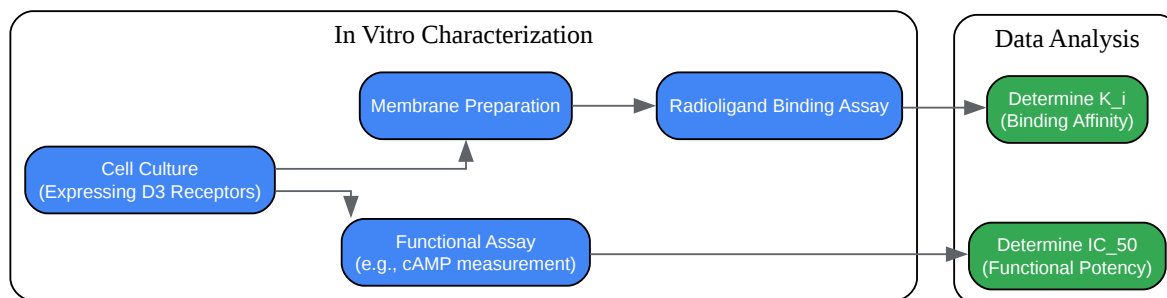 In Vitro Characterization
Data Analysis
Membrane Preparation
Radioligand Binding Assay
Determine K_i
(Binding Affinity)
Cell Culture
(Expressing D3 Receptors)
Functional Assay
(e.g., cAMP measurement)
Determine IC_50
(Functional Potency)